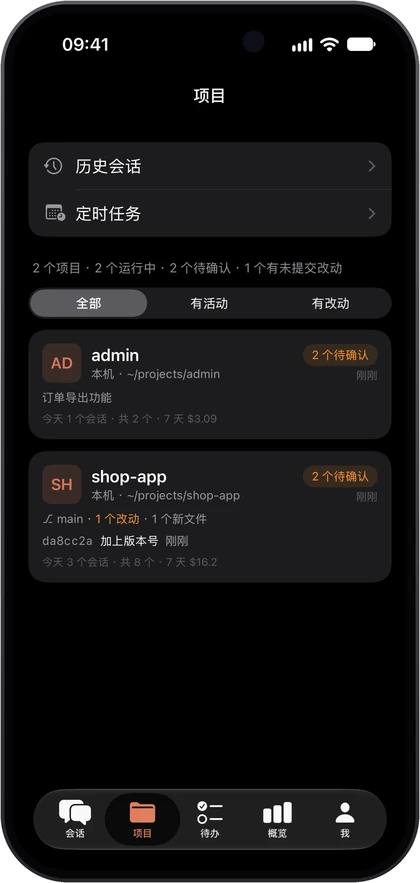 09:41
项目
历史会话
定时任务
2 个项目 · 2 个运行中 · 2 个待确认 · 1 个有未提交改动
全部 有活动 有改动
AD admin 2 个待确认
本机 · ~/projects/admin 刚刚
订单导出功能
今天 1 个会话 · 共 2 个 · 7 天 $3.09
SH shop-app 2 个待确认
本机 · ~/projects/shop-app 刚刚
main · 1 个改动 · 1 个新文件
da8cc2a 加上版本号 刚刚
今天 3 个会话 · 共 8 个 · 7 天 $16.2
会话 项目 待办 概览 我